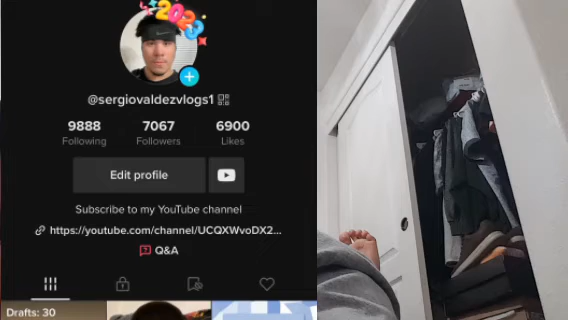 2023
@sergiovaldezvlogs1
9888 7067 6900
Following Followers Likes
Edit profile
Subscribe to my YouTube channel
https://youtube.com/channel/UCQXWvoDX2...
Q&A
Drafts: 30